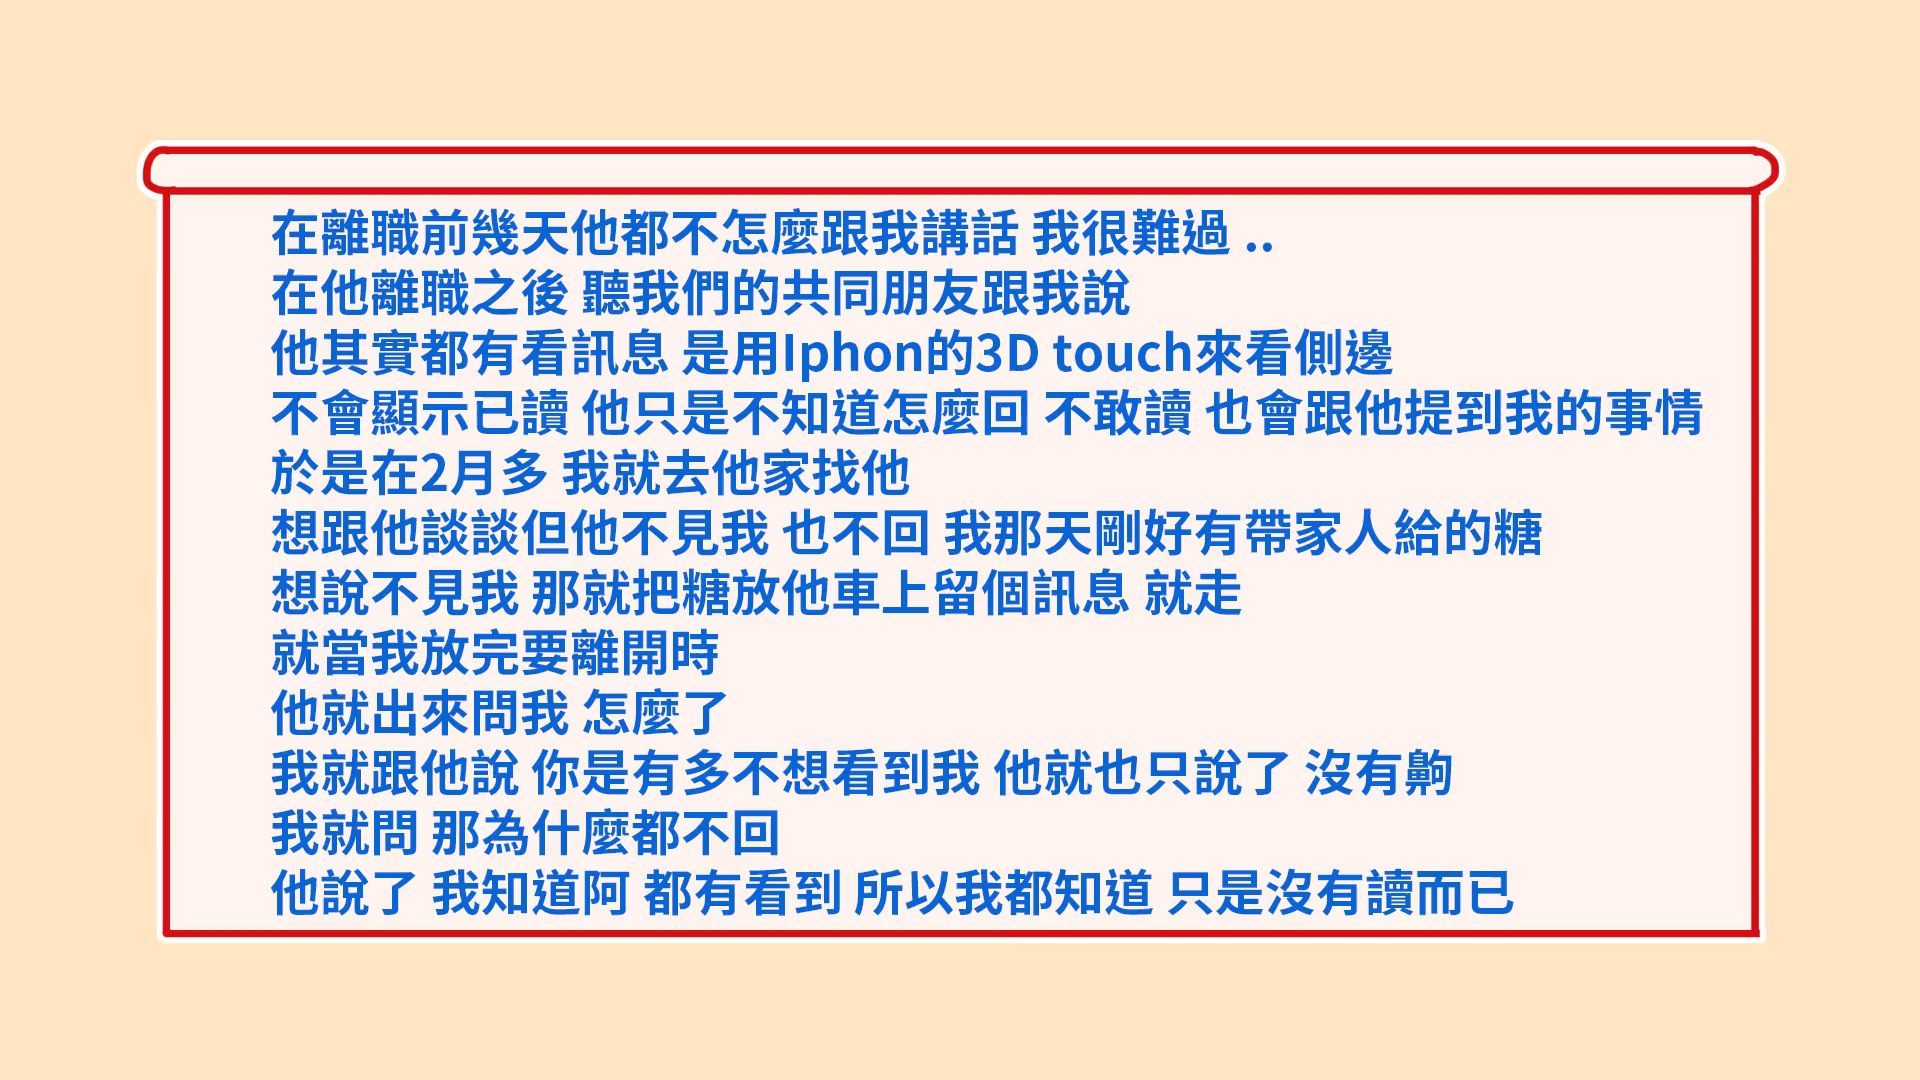 在離職前幾天他都不怎麼跟我講話 我很難過 ..
在他離職之後 聽我們的共同朋友跟我說
他其實都有看訊息 是用Iphon的3D touch來看側邊
不會顯示已讀 他只是不知道怎麼回 不敢讀 也會跟他提到我的事情
於是在2月多 我就去他家找他
想跟他談談但他不見我 也不回 我那天剛好有帶家人給的糖
想說不見我 那就把糖放他車上留個訊息 就走
就當我放完要離開時
他就出來問我 怎麼了
我就跟他說 你是有多不想看到我 他就也只說了 沒有齁
我就問 那為什麼都不回
他說了 我知道阿 都有看到 所以我都知道 只是沒有讀而已